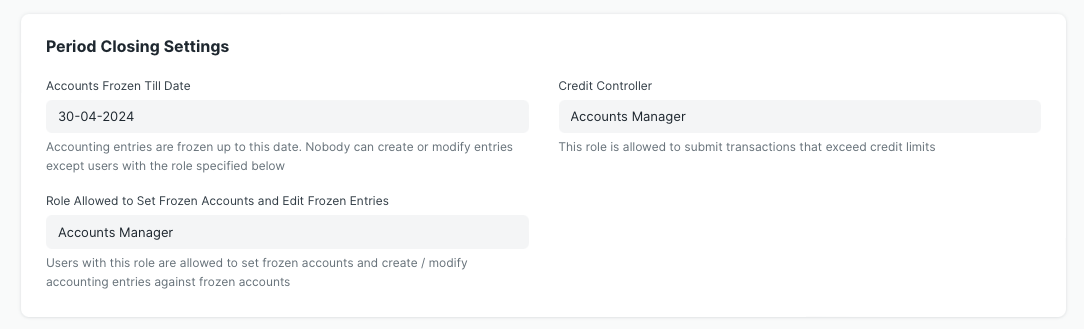 Period Closing Settings
Accounts Frozen Till Date
30-04-2024
Accounting entries are frozen up to this date. Nobody can create or modify entries
except users with the role specified below
Role Allowed to Set Frozen Accounts and Edit Frozen Entries
Accounts Manager
Users with this role are allowed to set frozen accounts and create / modify
accounting entries against frozen accounts
Credit Controller
Accounts Manager
This role is allowed to submit transactions that exceed credit limits